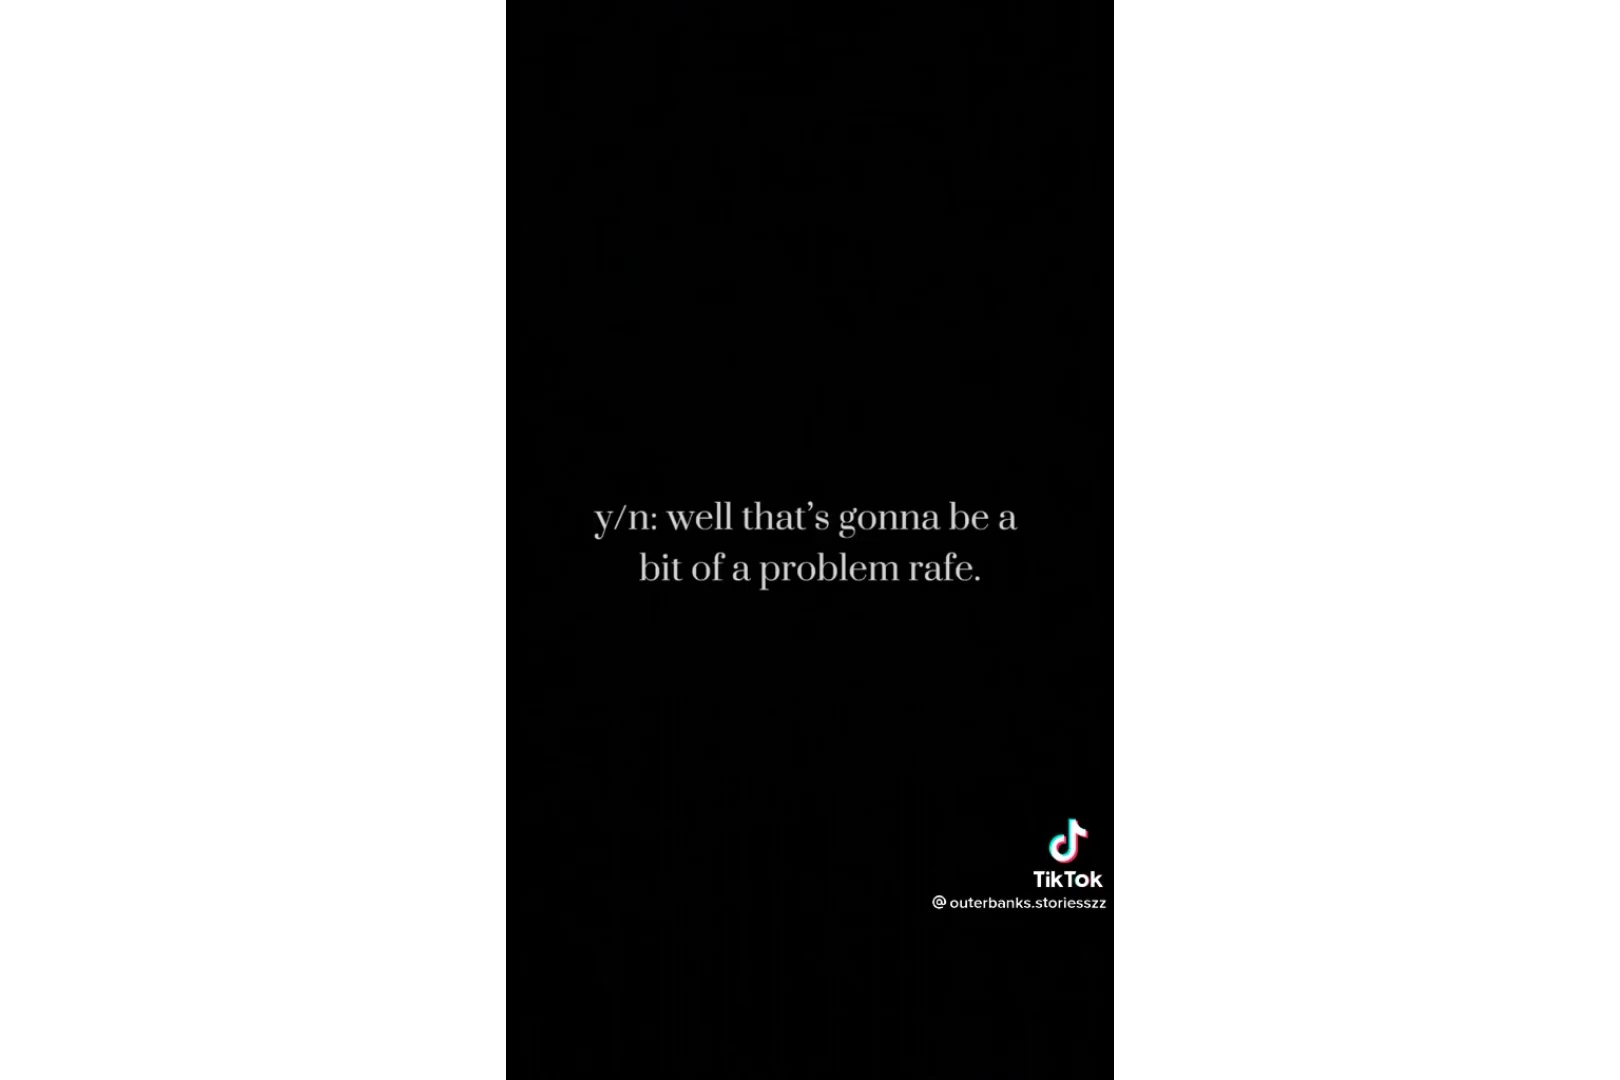 y/n: well that’s gonna be a
bit of a problem rafe.
TikTok
@outerbanks.storiesszz